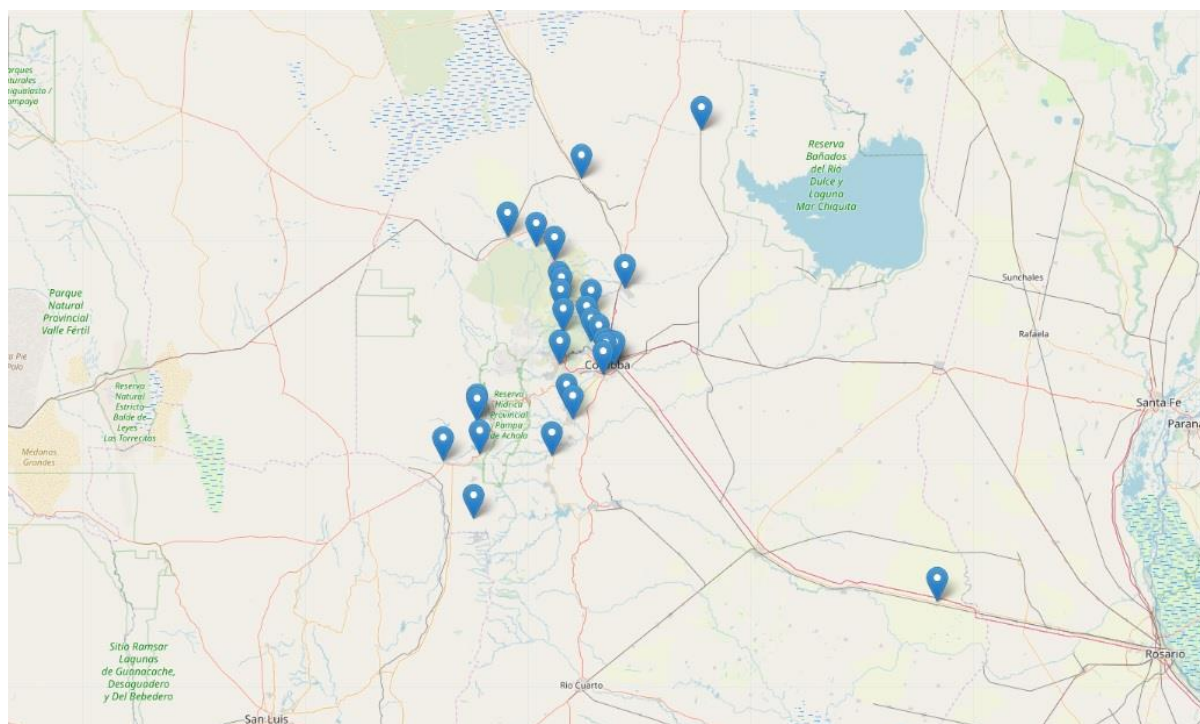 Reserva
Bañados
del Río
Dulce y
Laguna
Mar Chiquita
Parque
Natural
Provincial
Valle Fértil
Sunchales
Rafaela
Reserva
Estricta
Balde de
Leyes
Las Torrecitas
Reserva
Hídrica
Provincial
Pampa
de Achala
Santa Fe
Médanos
Grandes
Sitio Ramsar
Lagunas
de Guanacache,
Desaguadero
y Del Bebedero
Rosario
Río Cuarto
San Luis